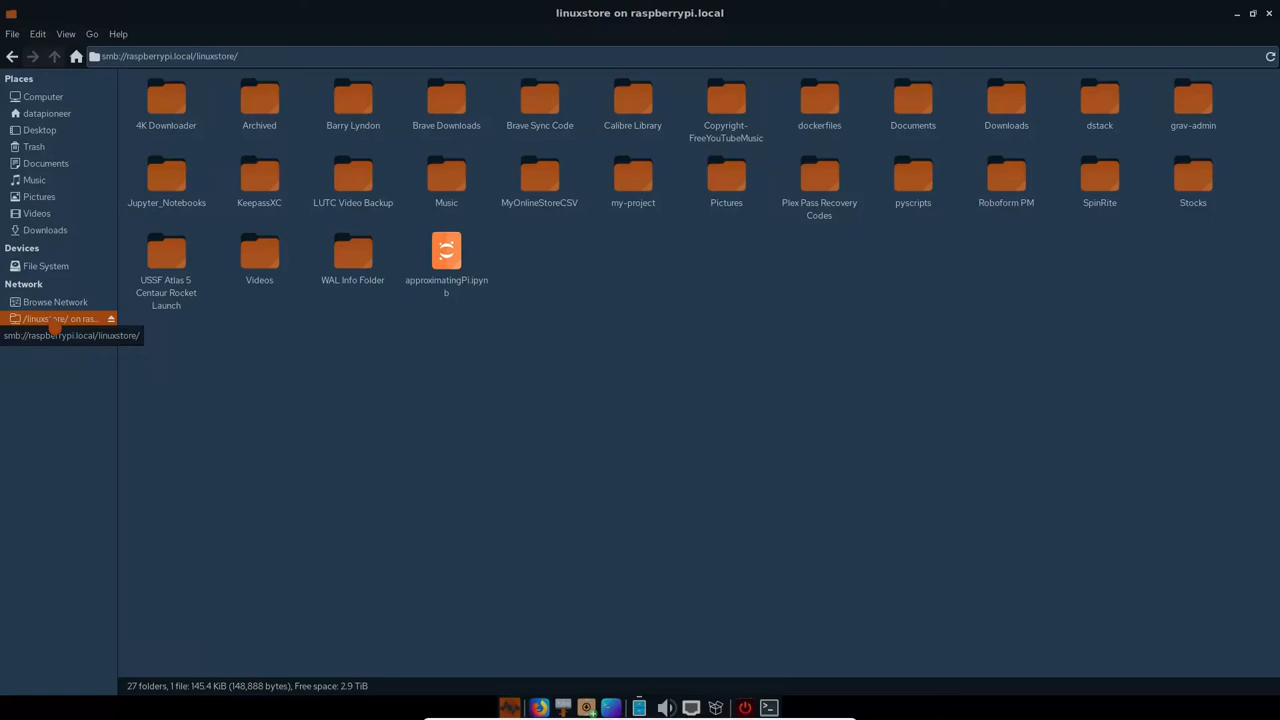 linuxstore on raspberrypi.local
File Edit View Go Help
smb://raspberrypi.local/linuxstore/
Places
Computer
datapioneer
Desktop
Trash
Documents
Music
Pictures
Videos
Downloads
Devices
File System
Network
Browse Network
/linuxstore/ on ras...
smb://raspberrypi.local/linuxstore/
4K Downloader
Archived
Barry Lyndon
Brave Downloads
Brave Sync Code
Calibre Library
Copyright-
FreeYouTubeMusic
dockerfiles
Documents
Downloads
dstack
grav-admin
Jupyter_Notebooks
KeepassXC
LUTC Video Backup
Music
MyOnlineStoreCSV
my-project
Pictures
Plex Pass Recovery
Codes
pyscripts
Roboform PM
SpinRite
Stocks
USSF Atlas 5
Centaur Rocket
Launch
Videos
WAL Info Folder
approximatingPi.ipyn
b
27 folders, 1 file: 145.4 KiB (148,888 bytes), Free space: 2.9 TiB